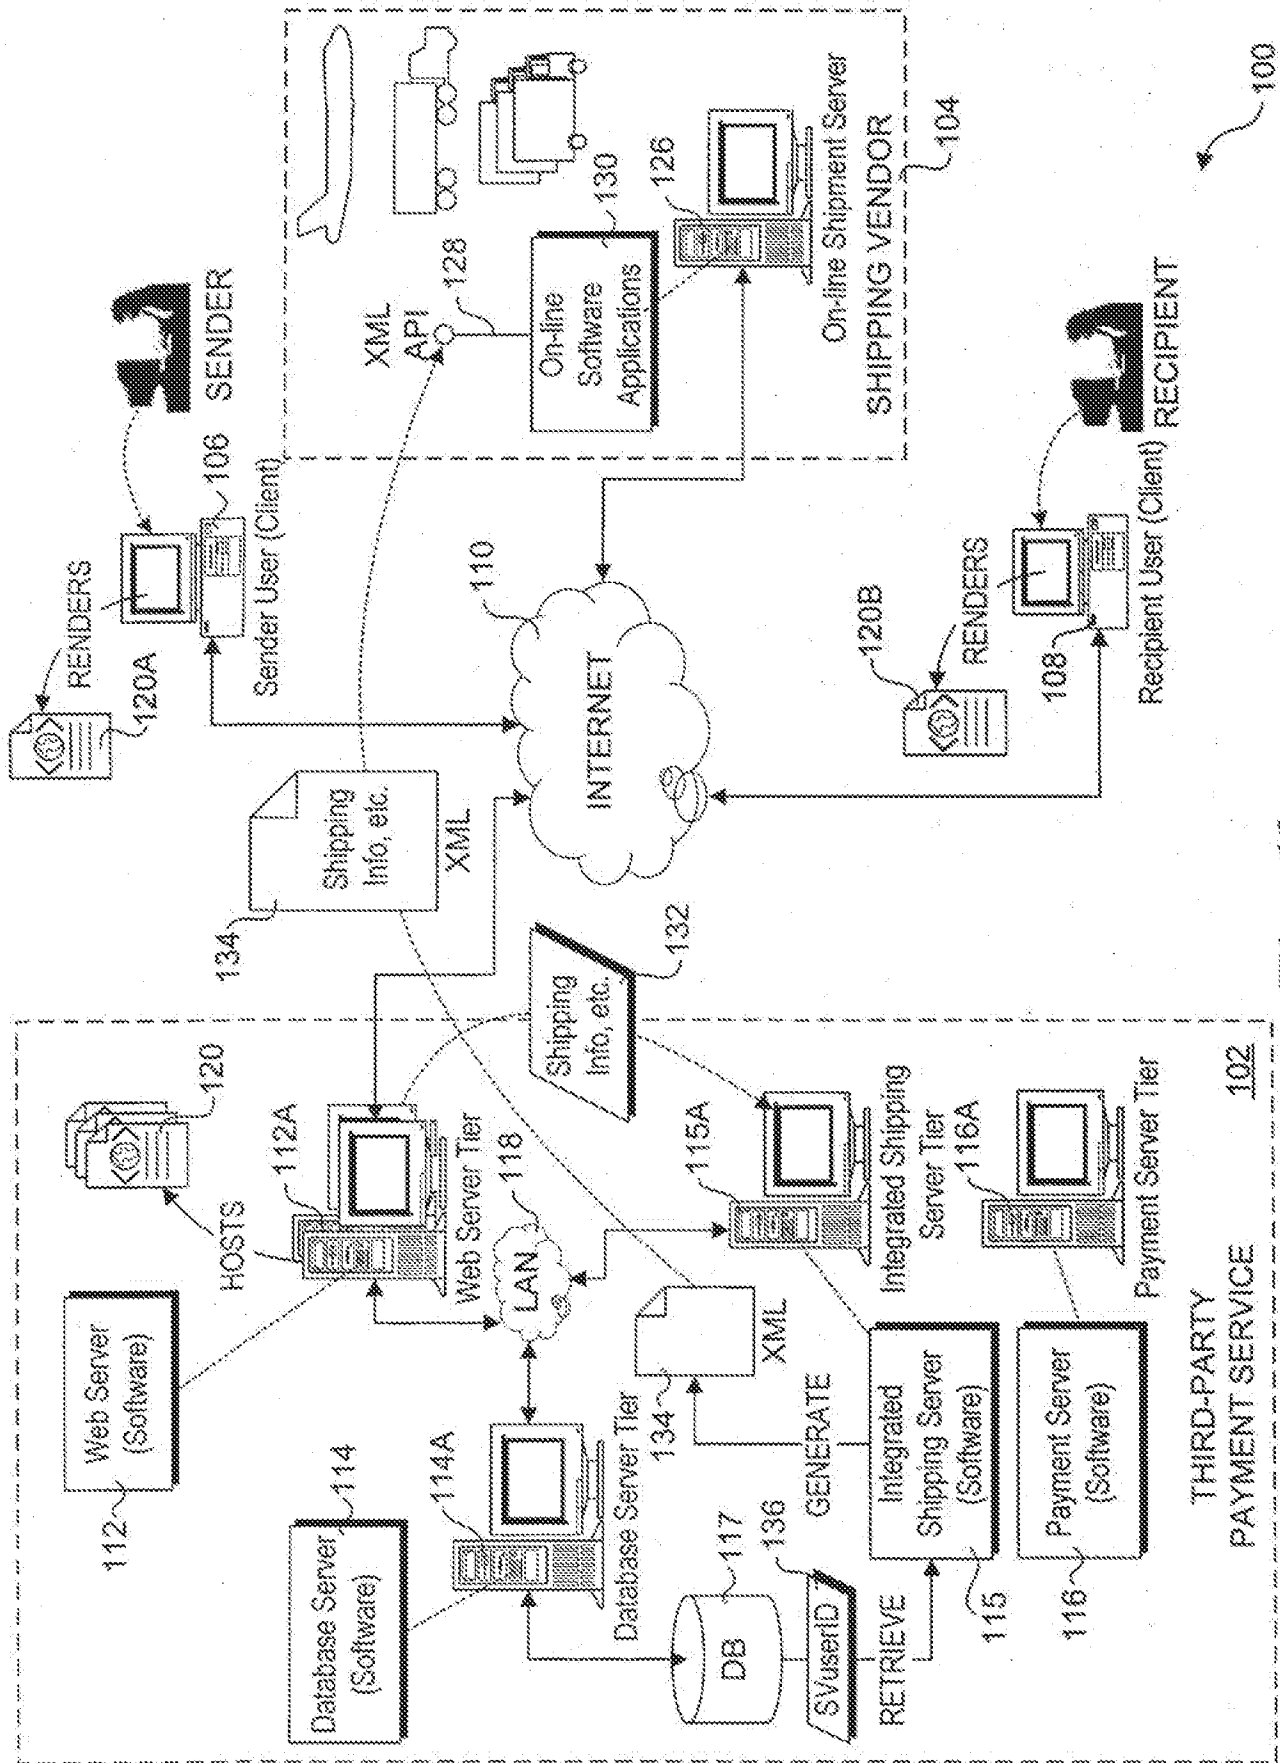 120A
RENDERS
SENDER
106
Sender User (Client)
134
Shipping
Info, etc.
XML
XML
API
128
On-line
Software
Applications
130
126
On-line Shipment Server
SHIPPING VENDOR
104
110
INTERNET
120B
RENDERS
108
Recipient User (Client)
RECIPIENT
100
Web Server
(Software)
112
HOSTS
120
112A
Web Server Tier
118
LAN
Shipping
Info, etc.
132
Database Server
(Software)
114
114A
Database Server Tier
DB
117
SVuserID
136
RETRIEVE
GENERATE
134
XML
115A
Integrated Shipping
Server Tier
Integrated
Shipping Server
(Software)
115
116A
Payment Server Tier
Payment Server
(Software)
116
THIRD-PARTY
PAYMENT SERVICE
102